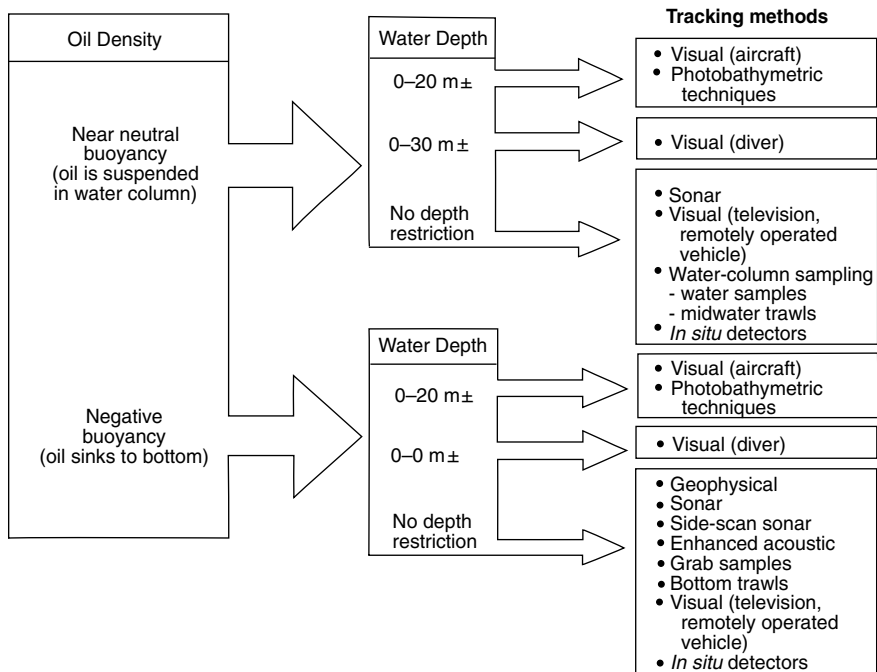 Tracking methods
Oil Density
Near neutral
buoyancy
(oil is suspended
in water column)
Negative
buoyancy
(oil sinks to bottom)
Water Depth
0–20 m±
0–30 m±
No depth
restriction
• Visual (aircraft)
• Photobathymetric
techniques
• Visual (diver)
• Sonar
• Visual (television,
remotely operated
vehicle)
• Water-column sampling
- water samples
- midwater trawls
• In situ detectors
Water Depth
0–20 m±
0–0 m±
No depth
restriction
• Visual (aircraft)
• Photobathymetric
techniques
• Visual (diver)
• Geophysical
• Sonar
• Side-scan sonar
• Enhanced acoustic
• Grab samples
• Bottom trawls
• Visual (television,
remotely operated
vehicle)
• In situ detectors